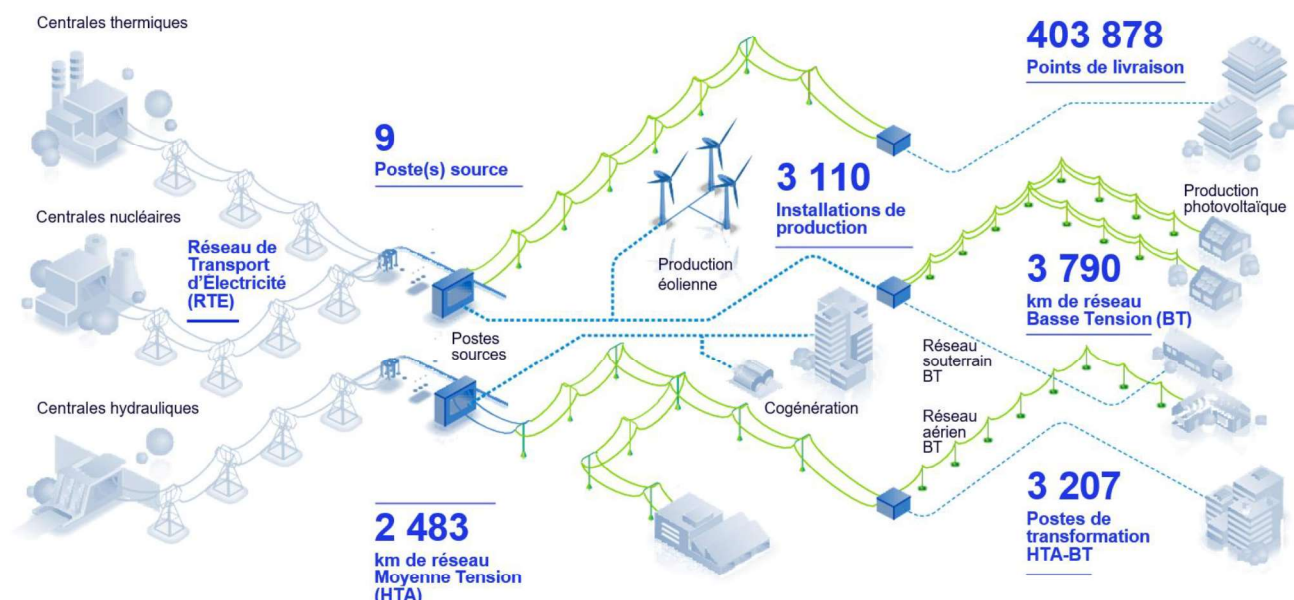 Centrales thermiques
403 878
Points de livraison
9
Poste(s) source
3 110
Installations de
production
Production
photovoltaïque
Centrales nucléaires
Réseau de
Transport
d'Électricité
(RTE)
Production
éolienne
3 790
km de réseau
Basse Tension (BT)
Postes
sources
Réseau
souterrain
BT
Centrales hydrauliques
Cogénération
Réseau
aérien
BT
2 483
km de réseau
Moyenne Tension
(HTA)
3 207
Postes de
transformation
HTA-BT